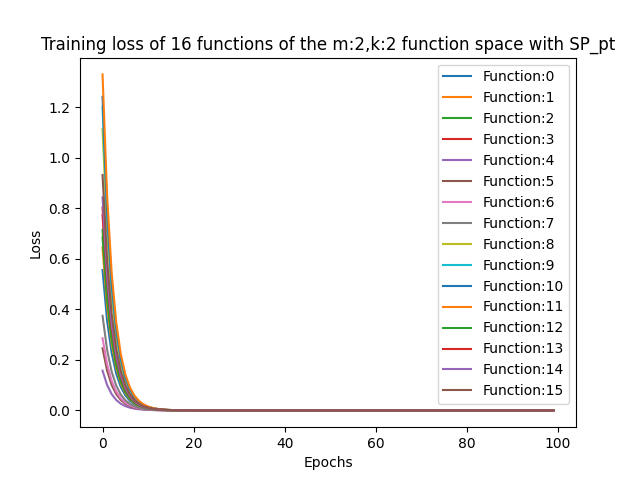 Training loss of 16 functions of the m:2,k:2 function space with SP_pt
Loss
1.2
1.0
0.8
0.6
0.4
0.2
0.0
0 20 40 60 80 100
Epochs
Function:0
Function:1
Function:2
Function:3
Function:4
Function:5
Function:6
Function:7
Function:8
Function:9
Function:10
Function:11
Function:12
Function:13
Function:14
Function:15